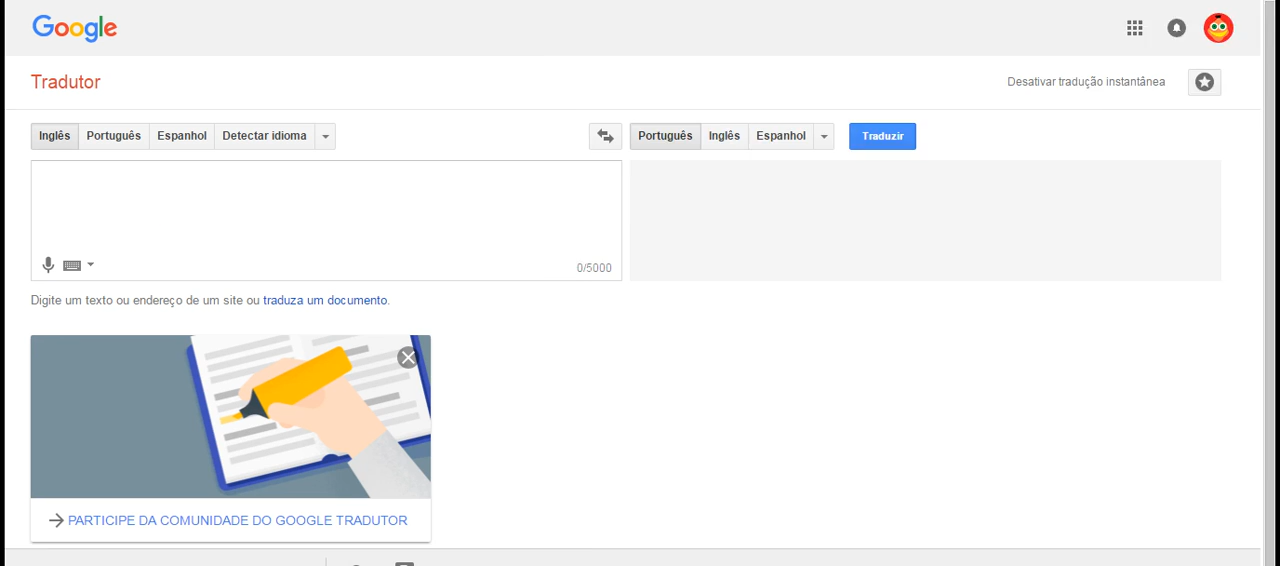 Google
Tradutor
Desativar tradução instantânea
Inglês Português Espanhol Detectar idioma
Português Inglês Espanhol
Traduzir
0/5000
Digite um texto ou endereço de um site ou traduza um documento.
PARTICIPE DA COMUNIDADE DO GOOGLE TRADUTOR